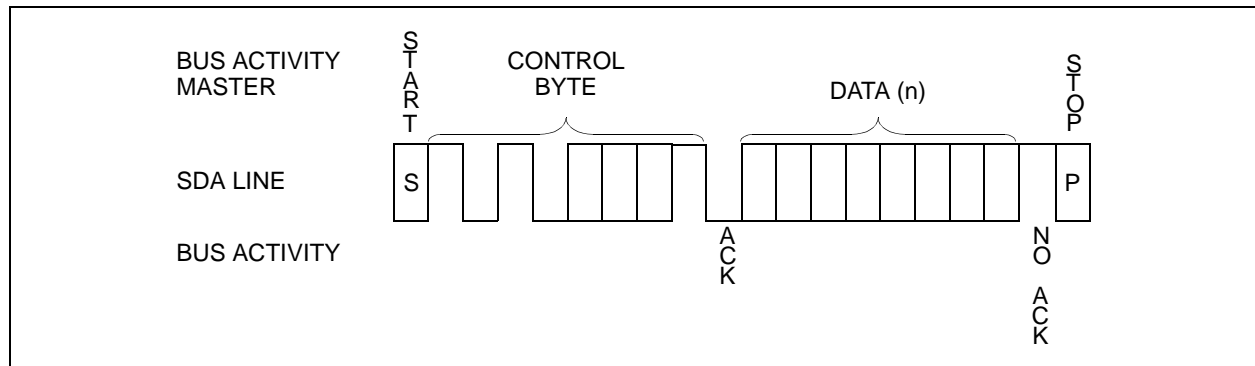 BUS ACTIVITY
MASTER
START
CONTROL
BYTE
DATA (n)
STOP
SDA LINE
S
P
BUS ACTIVITY
ACK
NO ACK